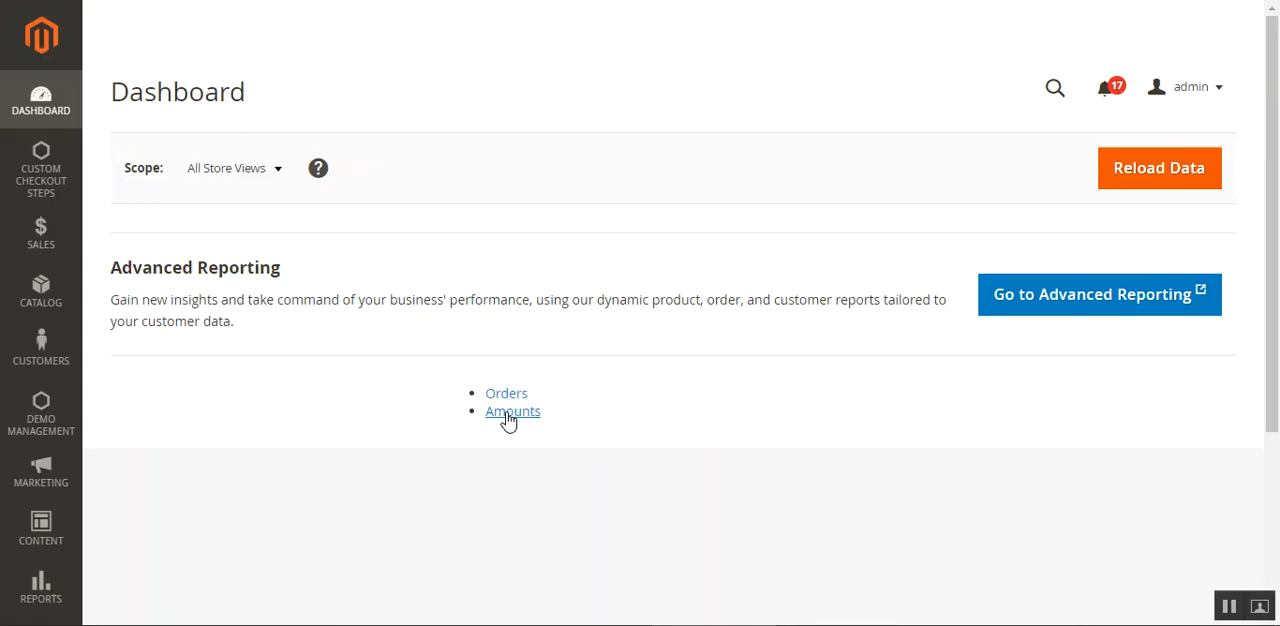 Dashboard
17
admin
Scope: All Store Views ?
Reload Data
Advanced Reporting
Gain new insights and take command of your business' performance, using our dynamic product, order, and customer reports tailored to
your customer data.
Go to Advanced Reporting
Orders
Amounts
DASHBOARD
CUSTOM
CHECKOUT
STEPS
$
SALES
CATALOG
CUSTOMERS
DEMO
MANAGEMENT
MARKETING
CONTENT
REPORTS